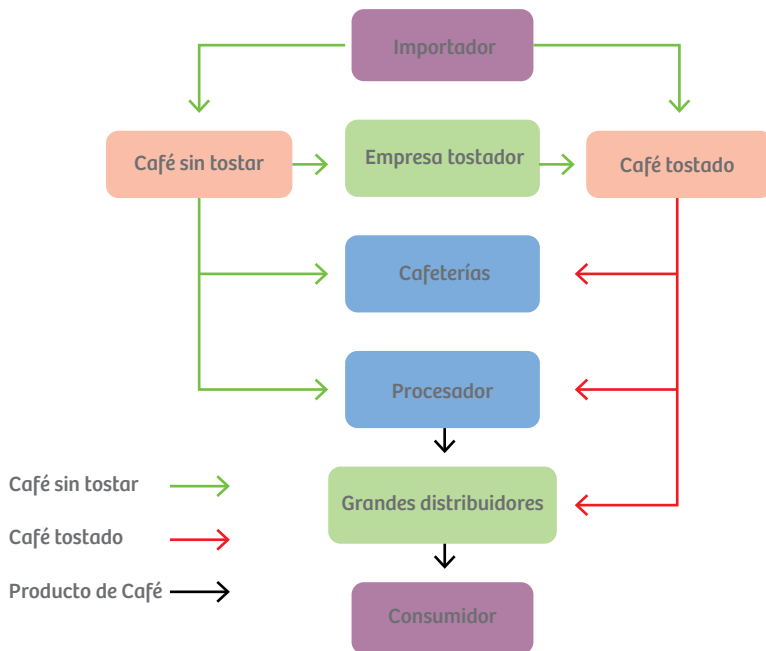 Importador
Café sin tostar
Empresa tostador
Café tostado
Cafeterías
Procesador
Grandes distribuidores
Consumidor
Café sin tostar
Café tostado
Producto de Café